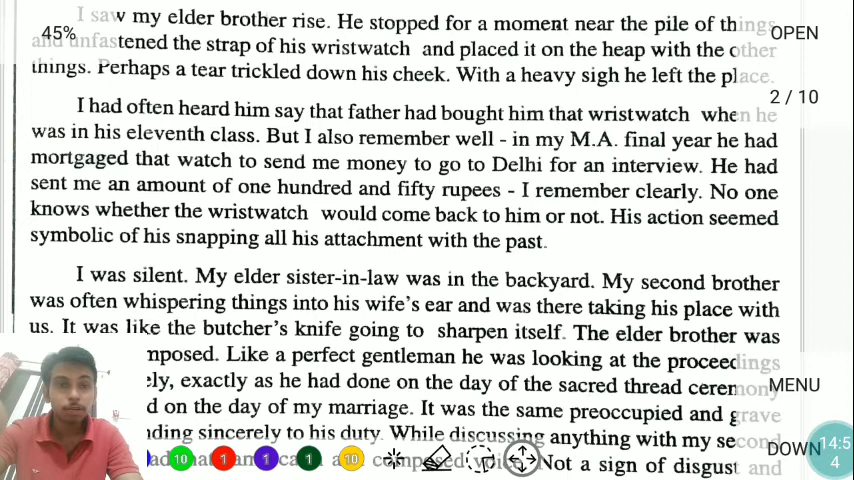 I saw my elder brother rise. He stopped for a moment near the pile of things
and unfastened the strap of his wristwatch and placed it on the heap with the other
things. Perhaps a tear trickled down his cheek. With a heavy sigh he left the place.
I had often heard him say that father had bought him that wristwatch when he
was in his eleventh class. But I also remember well - in my M.A. final year he had
mortgaged that watch to send me money to go to Delhi for an interview. He had
sent me an amount of one hundred and fifty rupees - I remember clearly. No one
knows whether the wristwatch would come back to him or not. His action seemed
symbolic of his snapping all his attachment with the past.
I was silent. My elder sister-in-law was in the backyard. My second brother
was often whispering things into his wife's ear and was there taking his place with
us. It was like the butcher's knife going to sharpen itself. The elder brother was
mposed. Like a perfect gentleman he was looking at the proceedings
ely, exactly as he had done on the day of the sacred thread ceremony
d on the day of my marriage. It was the same preoccupied and grave
nding sincerely to his duty. While discussing anything with my second
composed voice. Not a sign of disgust and
45%
OPEN
2 / 10
MENU
DOWN
14:5
4
10 1 1 1 10